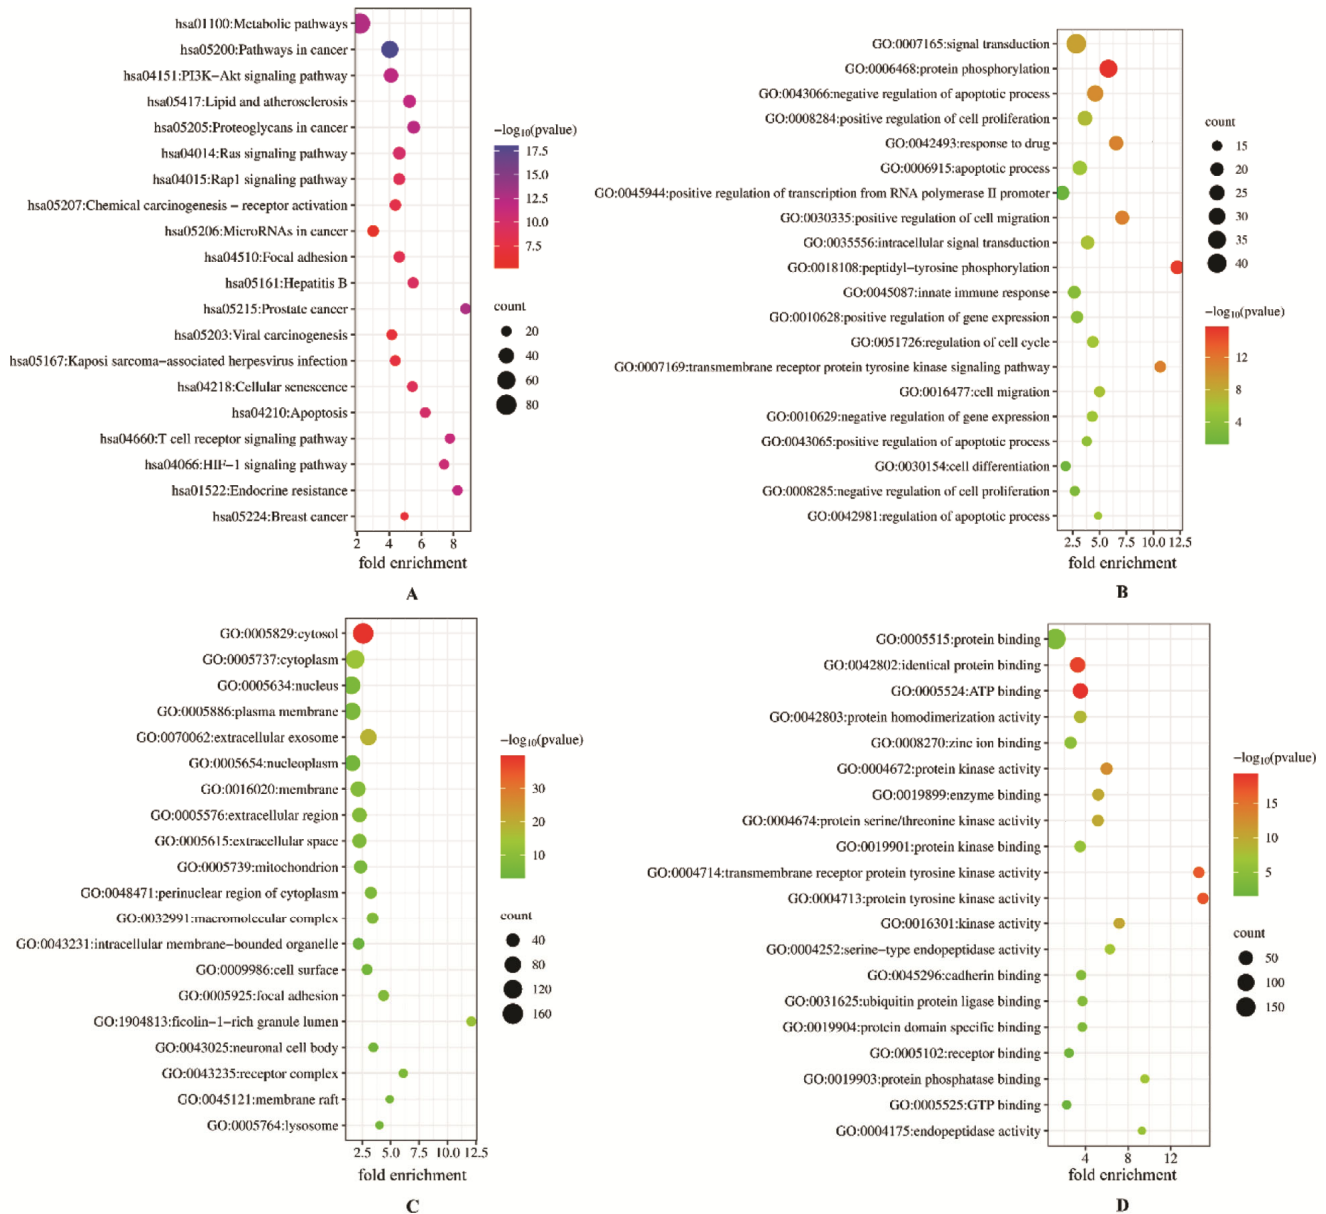 hsa01100:Metabolic pathways
hsa05200:Pathways in cancer
hsa04151:PI3K−Akt signaling pathway
hsa05417:Lipid and atherosclerosis
hsa05205:Proteoglycans in cancer
hsa04014:Ras signaling pathway
hsa04015:Rap1 signaling pathway
hsa05207:Chemical carcinogenesis − receptor activation
hsa05206:MicroRNAs in cancer
hsa04510:Focal adhesion
hsa05161:Hepatitis B
hsa05215:Prostate cancer
hsa05203:Viral carcinogenesis
hsa05167:Kaposi sarcoma−associated herpesvirus infection
hsa04218:Cellular senescence
hsa04210:Apoptosis
hsa04660:T cell receptor signaling pathway
hsa04066:HIF−1 signaling pathway
hsa01522:Endocrine resistance
hsa05224:Breast cancer
2 4 6 8
fold enrichment
−log10(pvalue)
17.5
15.0
12.5
10.0
7.5
count
20
40
60
80
A
GO:0007165:signal transduction
GO:0006468:protein phosphorylation
GO:0043066:negative regulation of apoptotic process
GO:0008284:positive regulation of cell proliferation
GO:0042493:response to drug
GO:0006915:apoptotic process
GO:0045944:positive regulation of transcription from RNA polymerase II promoter
GO:0030335:positive regulation of cell migration
GO:0035556:intracellular signal transduction
GO:0018108:peptidyl−tyrosine phosphorylation
GO:0045087:innate immune response
GO:0010628:positive regulation of gene expression
GO:0051726:regulation of cell cycle
GO:0007169:transmembrane receptor protein tyrosine kinase signaling pathway
GO:0016477:cell migration
GO:0010629:negative regulation of gene expression
GO:0043065:positive regulation of apoptotic process
GO:0030154:cell differentiation
GO:0008285:negative regulation of cell proliferation
GO:0042981:regulation of apoptotic process
2.5 5.0 7.5 10.0 12.5
fold enrichment
count
15
20
25
30
35
40
−log10(pvalue)
12
8
4
B
GO:0005829:cytosol
GO:0005737:cytoplasm
GO:0005634:nucleus
GO:0005886:plasma membrane
GO:0070062:extracellular exosome
GO:0005654:nucleoplasm
GO:0016020:membrane
GO:0005576:extracellular region
GO:0005615:extracellular space
GO:0005739:mitochondrion
GO:0048471:perinuclear region of cytoplasm
GO:0032991:macromolecular complex
GO:0043231:intracellular membrane−bounded organelle
GO:0009986:cell surface
GO:0005925:focal adhesion
GO:1904813:ficolin−1−rich granule lumen
GO:0043025:neuronal cell body
GO:0043235:receptor complex
GO:0045121:membrane raft
GO:0005764:lysosome
2.5 5.0 7.5 10.0 12.5
fold enrichment
−log10(pvalue)
30
20
10
count
40
80
120
160
C
GO:0005515:protein binding
GO:0042802:identical protein binding
GO:0005524:ATP binding
GO:0042803:protein homodimerization activity
GO:0008270:zinc ion binding
GO:0004672:protein kinase activity
GO:0019899:enzyme binding
GO:0004674:protein serine/threonine kinase activity
GO:0019901:protein kinase binding
GO:0004714:transmembrane receptor protein tyrosine kinase activity
GO:0004713:protein tyrosine kinase activity
GO:0016301:kinase activity
GO:0004252:serine−type endopeptidase activity
GO:0045296:cadherin binding
GO:0031625:ubiquitin protein ligase binding
GO:0019904:protein domain specific binding
GO:0005102:receptor binding
GO:0019903:protein phosphatase binding
GO:0005525:GTP binding
GO:0004175:endopeptidase activity
4 8 12
fold enrichment
−log10(pvalue)
15
10
5
count
50
100
150
D